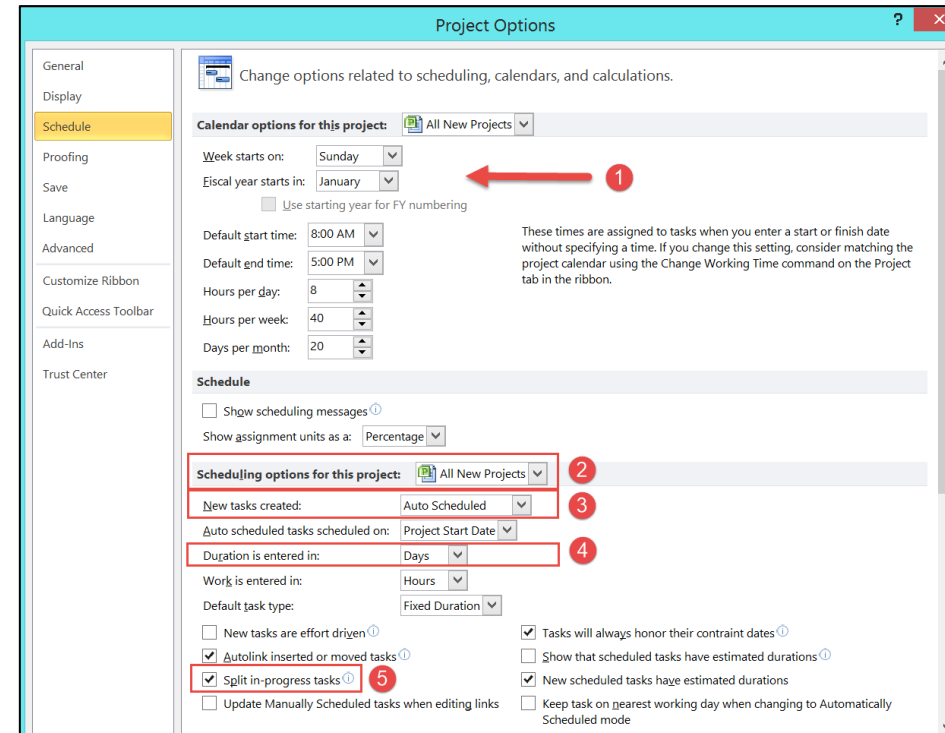 Project Options
?
General
Display
Schedule
Proofing
Save
Language
Advanced
Customize Ribbon
Quick Access Toolbar
Add-Ins
Trust Center
Change options related to scheduling, calendars, and calculations.
Calendar options for this project: All New Projects
Week starts on: Sunday
Fiscal year starts in: January
1
Use starting year for FY numbering
Default start time: 8:00 AM
Default end time: 5:00 PM
Hours per day: 8
Hours per week: 40
Days per month: 20
These times are assigned to tasks when you enter a start or finish date
without specifying a time. If you change this setting, consider matching the
project calendar using the Change Working Time command on the Project
tab in the ribbon.
Schedule
Show scheduling messages
Show assignment units as a: Percentage
Scheduling options for this project: All New Projects
2
New tasks created: Auto Scheduled
3
Auto scheduled tasks scheduled on: Project Start Date
Duration is entered in: Days
4
Work is entered in: Hours
Default task type: Fixed Duration
New tasks are effort driven
Autolink inserted or moved tasks
Split in-progress tasks
5
Update Manually Scheduled tasks when editing links
Tasks will always honor their contraint dates
Show that scheduled tasks have estimated durations
New scheduled tasks have estimated durations
Keep task on nearest working day when changing to Automatically
Scheduled mode